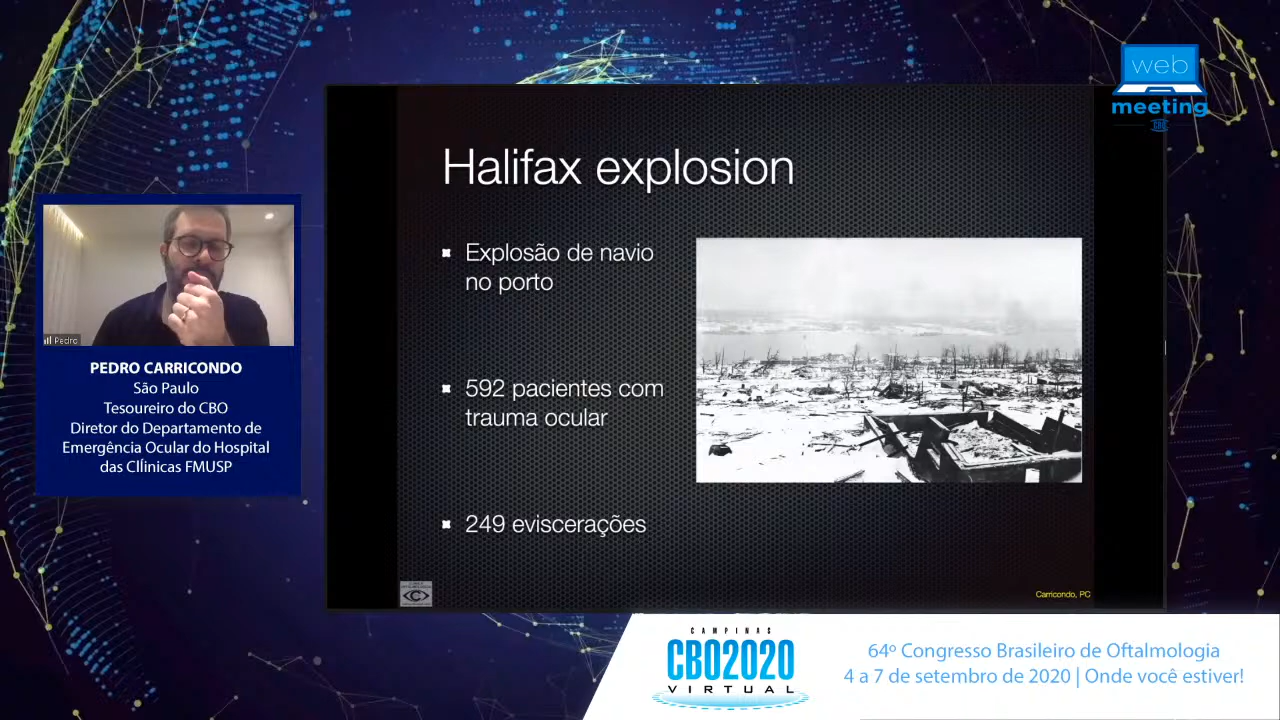 web
meeting
CBO
Halifax explosion
Explosão de navio
no porto
592 pacientes com
trauma ocular
249 eviscerações
Carricondo, PC
Pedro
PEDRO CARRICONDO
São Paulo
Tesoureiro do CBO
Diretor do Departamento de
Emergência Ocular do Hospital
das ClÍinicas FMUSP
CAMPINAS
CBO2020
VIRTUAL
64º Congresso Brasileiro de Oftalmologia
4 a 7 de setembro de 2020 | Onde você estiver!